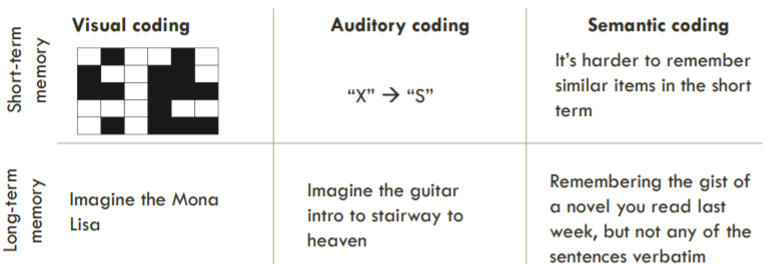 Visual coding
Auditory coding
Semantic coding
Short-term
memory
“X” → “S”
It’s harder to remember
similar items in the short
term
Long-term
memory
Imagine the Mona
Lisa
Imagine the guitar
intro to stairway to
heaven
Remembering the gist of
a novel you read last
week, but not any of the
sentences verbatim